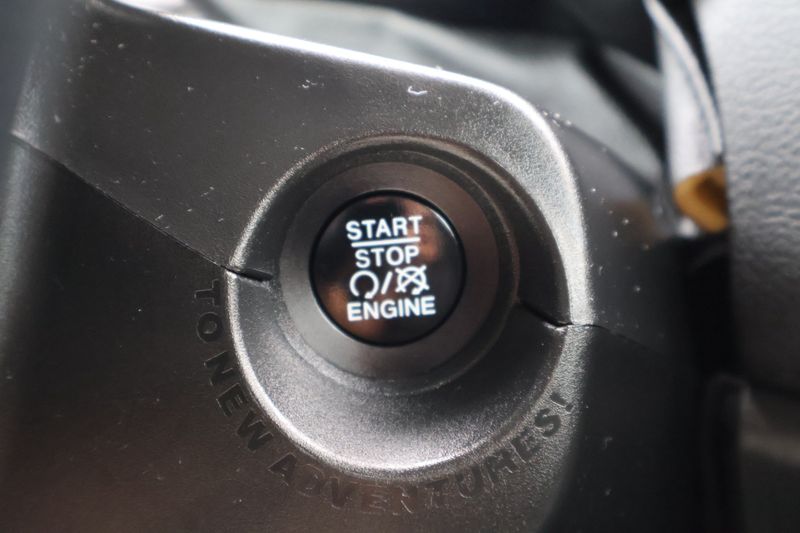 START
STOP
/
ENGINE
TO NEW ADVENTURES!